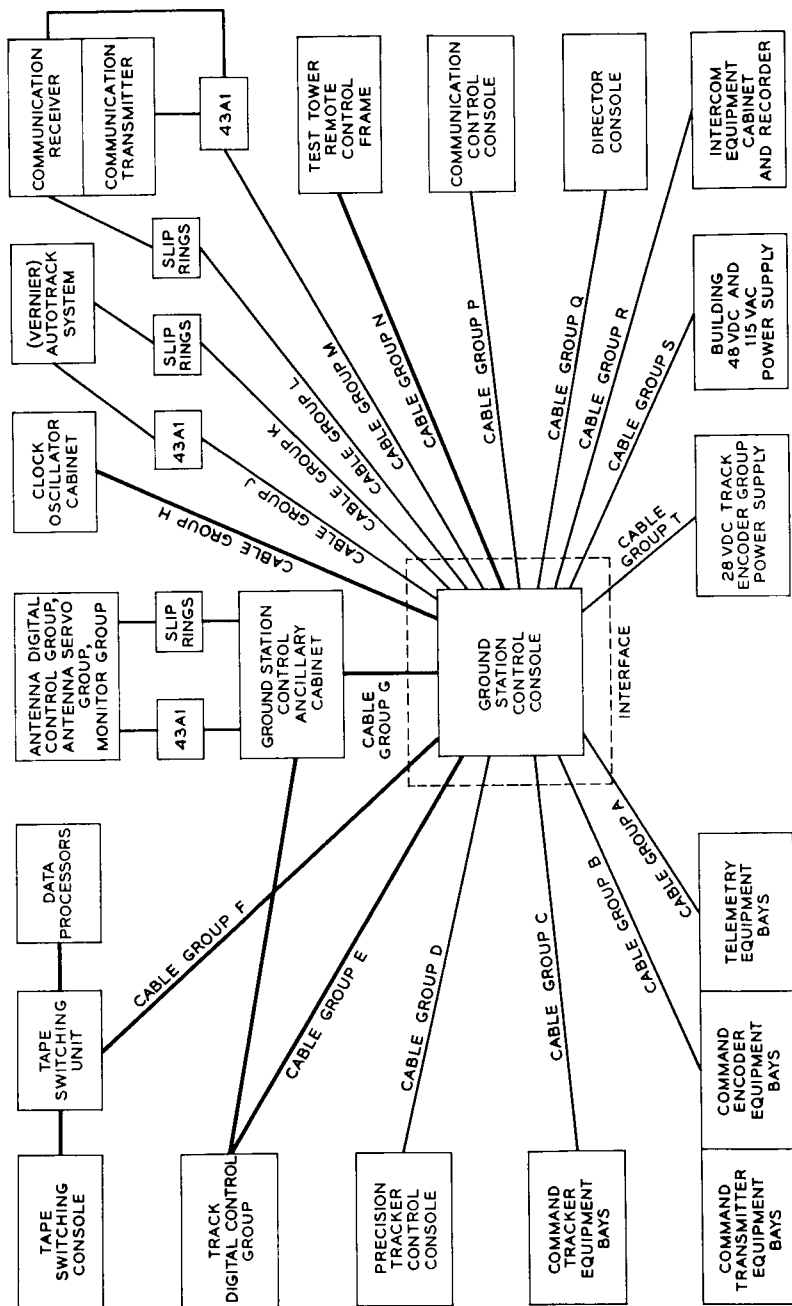 TAPE
SWITCHING
CONSOLE
TAPE
SWITCHING
UNIT
DATA
PROCESSORS
ANTENNA DIGITAL
CONTROL GROUP,
ANTENNA SERVO
GROUP,
MONITOR GROUP
CLOCK
OSCILLATOR
CABINET
(VERNIER)
AUTOTRACK
SYSTEM
COMMUNICATION
RECEIVER
COMMUNICATION
TRANSMITTER
43A1
SLIP
RINGS
43A1
SLIP
RINGS
SLIP
RINGS
43A1
TRACK
DIGITAL CONTROL
GROUP
GROUND STATION
CONTROL
ANCILLARY
CABINET
TEST TOWER
REMOTE
CONTROL
FRAME
CABLE GROUP F
CABLE GROUP E
CABLE
GROUP G
CABLE GROUP H
CABLE GROUP J
CABLE GROUP K
CABLE GROUP L
CABLE GROUP M
CABLE GROUP N
PRECISION
TRACKER
CONTROL
CONSOLE
CABLE GROUP D
GROUND
STATION
CONTROL
CONSOLE
INTERFACE
CABLE GROUP P
COMMUNICATION
CONTROL
CONSOLE
COMMAND
TRACKER
EQUIPMENT
BAYS
CABLE GROUP C
CABLE GROUP B
CABLE GROUP A
CABLE
GROUP T
CABLE GROUP S
CABLE GROUP R
CABLE GROUP Q
DIRECTOR
CONSOLE
COMMAND
TRANSMITTER
EQUIPMENT
BAYS
COMMAND
ENCODER
EQUIPMENT
BAYS
TELEMETRY
EQUIPMENT
BAYS
28 VDC TRACK
ENCODER GROUP
POWER SUPPLY
BUILDING
48 VDC AND
115 VAC
POWER SUPPLY
INTERCOM
EQUIPMENT
CABINET
AND RECORDER